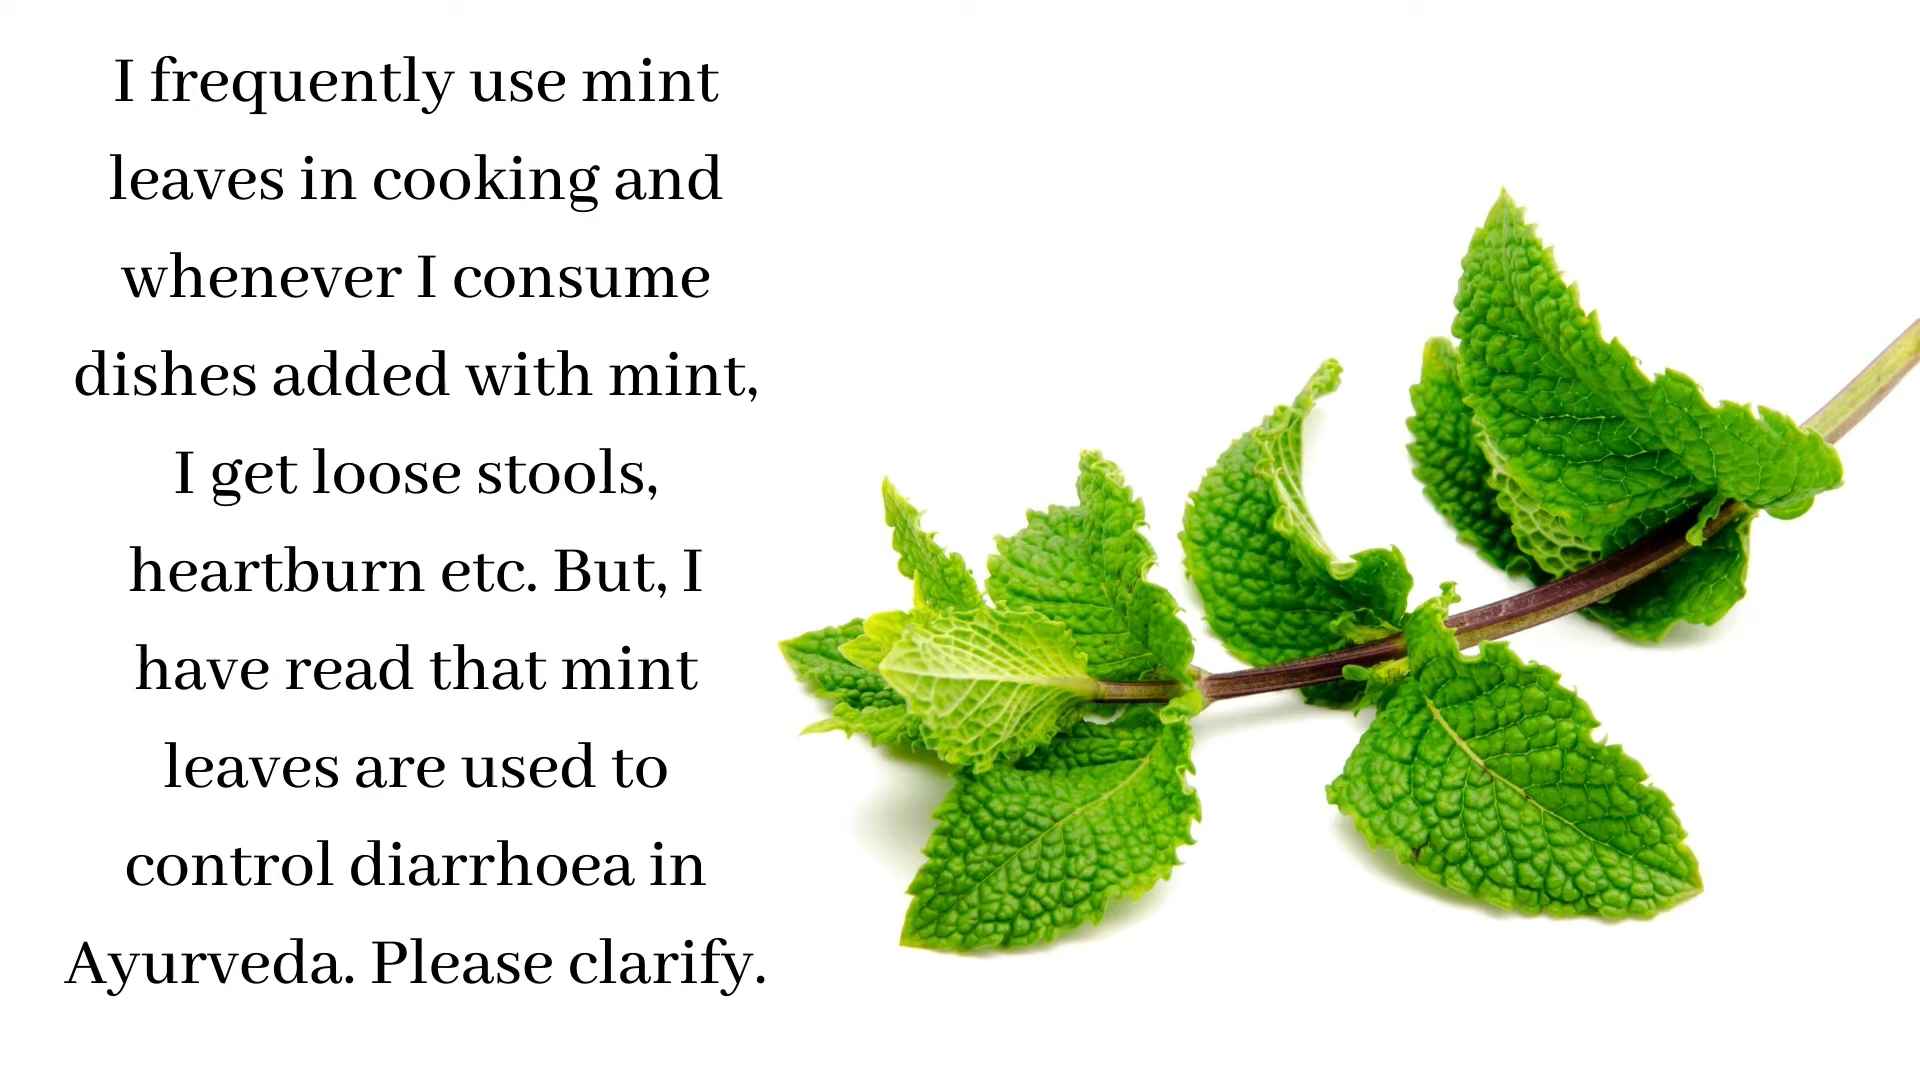 I frequently use mint
leaves in cooking and
whenever I consume
dishes added with mint,
I get loose stools,
heartburn etc. But, I
have read that mint
leaves are used to
control diarrhoea in
Ayurveda. Please clarify.